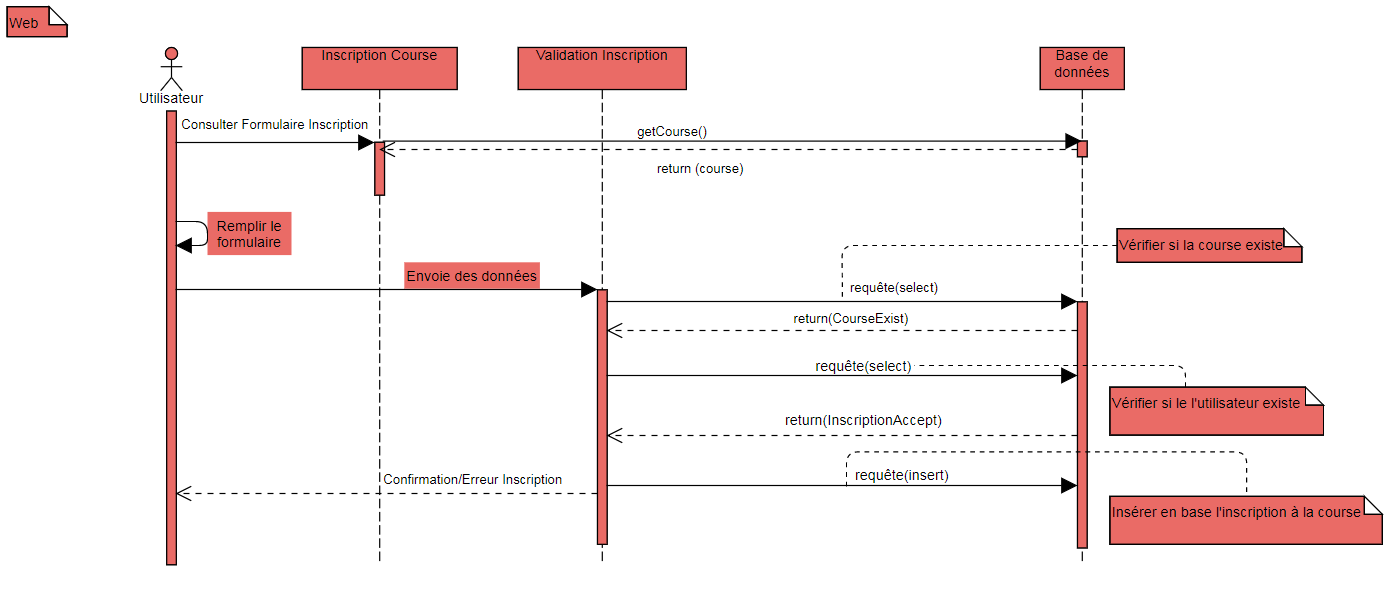 Web
Inscription Course
Validation Inscription
Base de
données
Utilisateur
Consulter Formulaire Inscription
getCourse()
return (course)
Remplir le
formulaire
Vérifier si la course existe
Envoie des données
requête(select)
return(CourseExist)
requête(select)
Vérifier si le l'utilisateur existe
return(InscriptionAccept)
Confirmation/Erreur Inscription
requête(insert)
Insérer en base l'inscription à la course